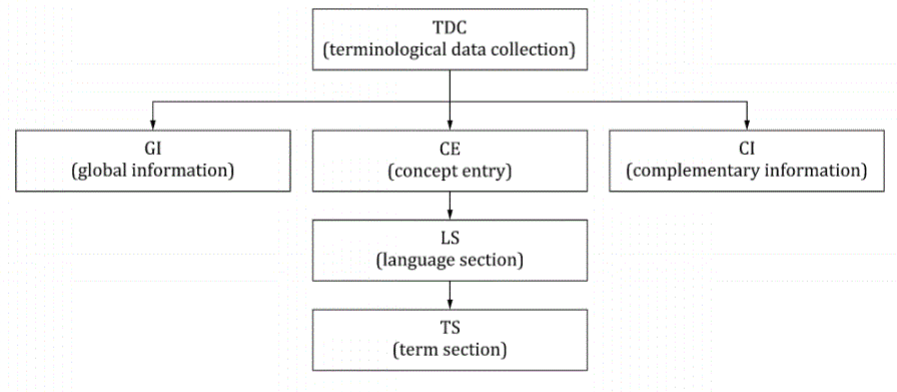 TDC
(terminological data collection)
GI
(global information)
CE
(concept entry)
CI
(complementary information)
LS
(language section)
TS
(term section)